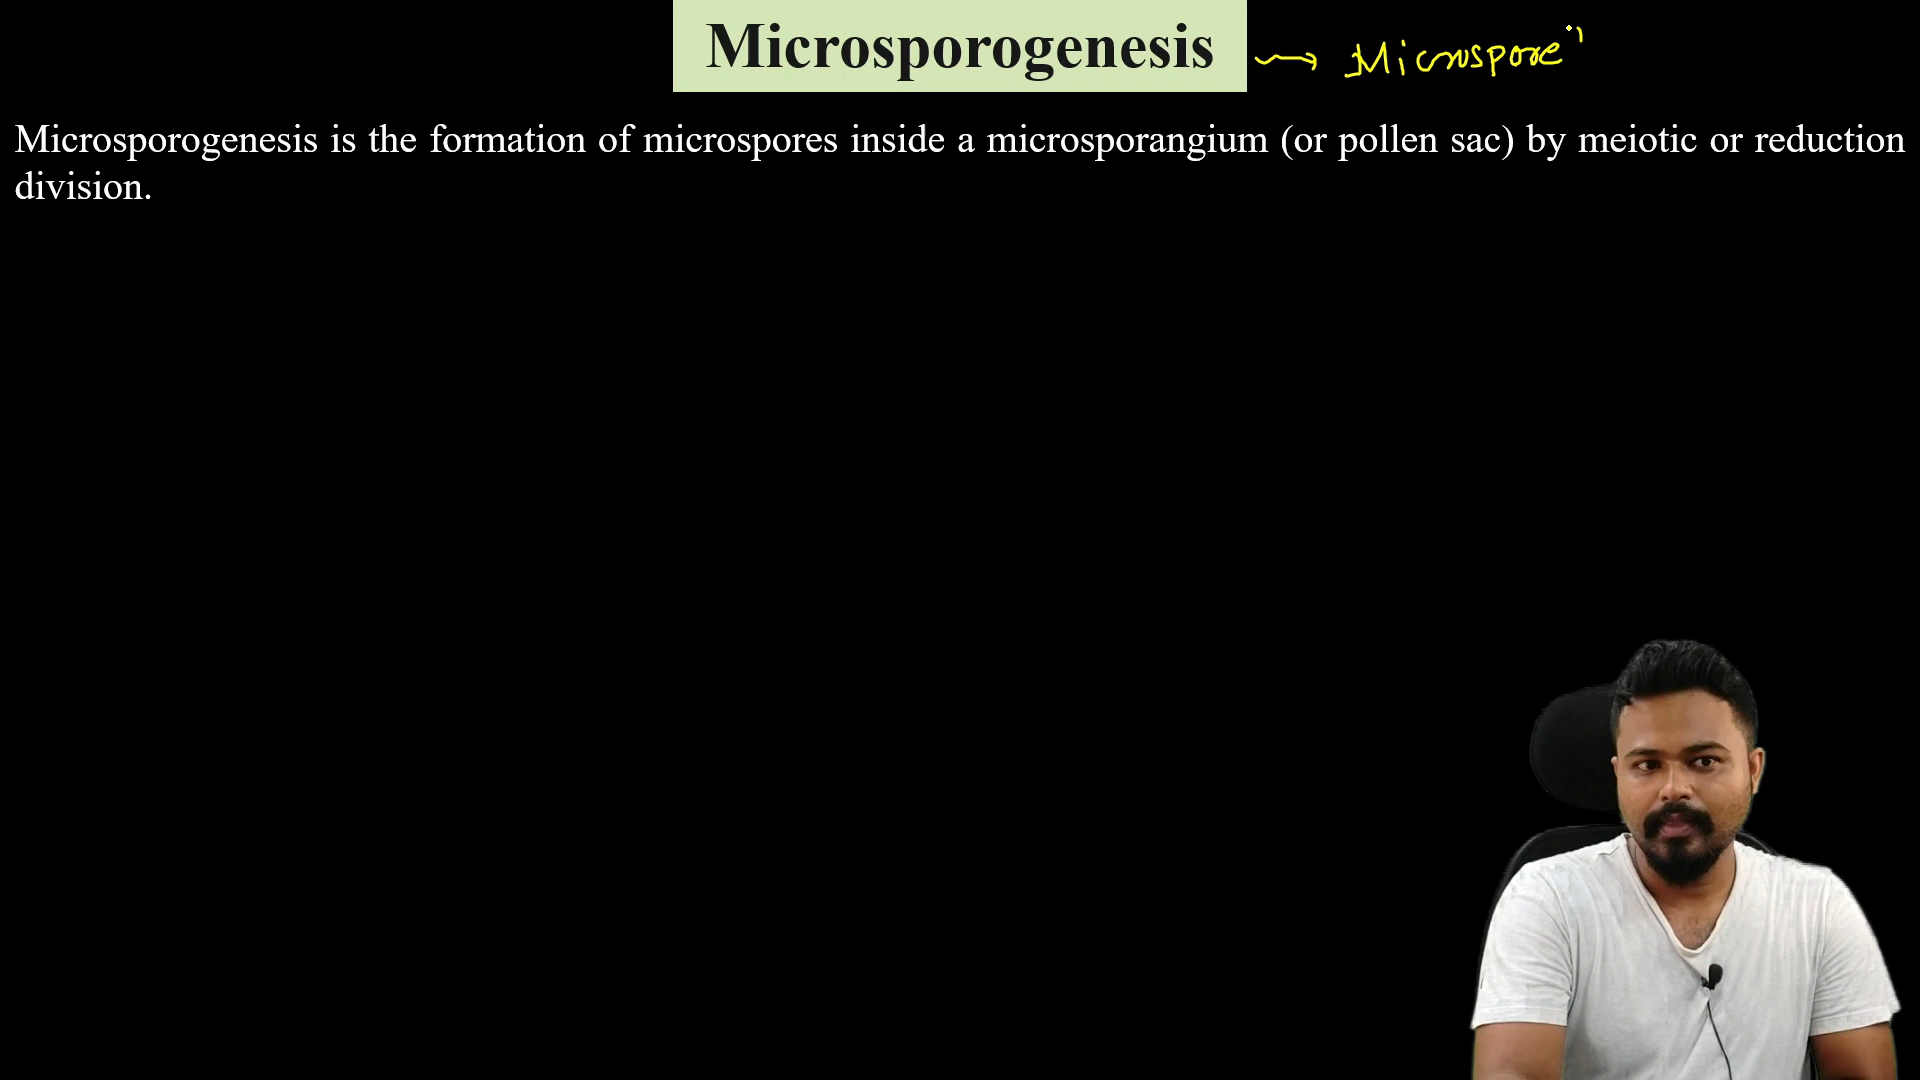 Microsporogenesis → Microspore
Microsporogenesis is the formation of microspores inside a microsporangium (or pollen sac) by meiotic or reduction
division.